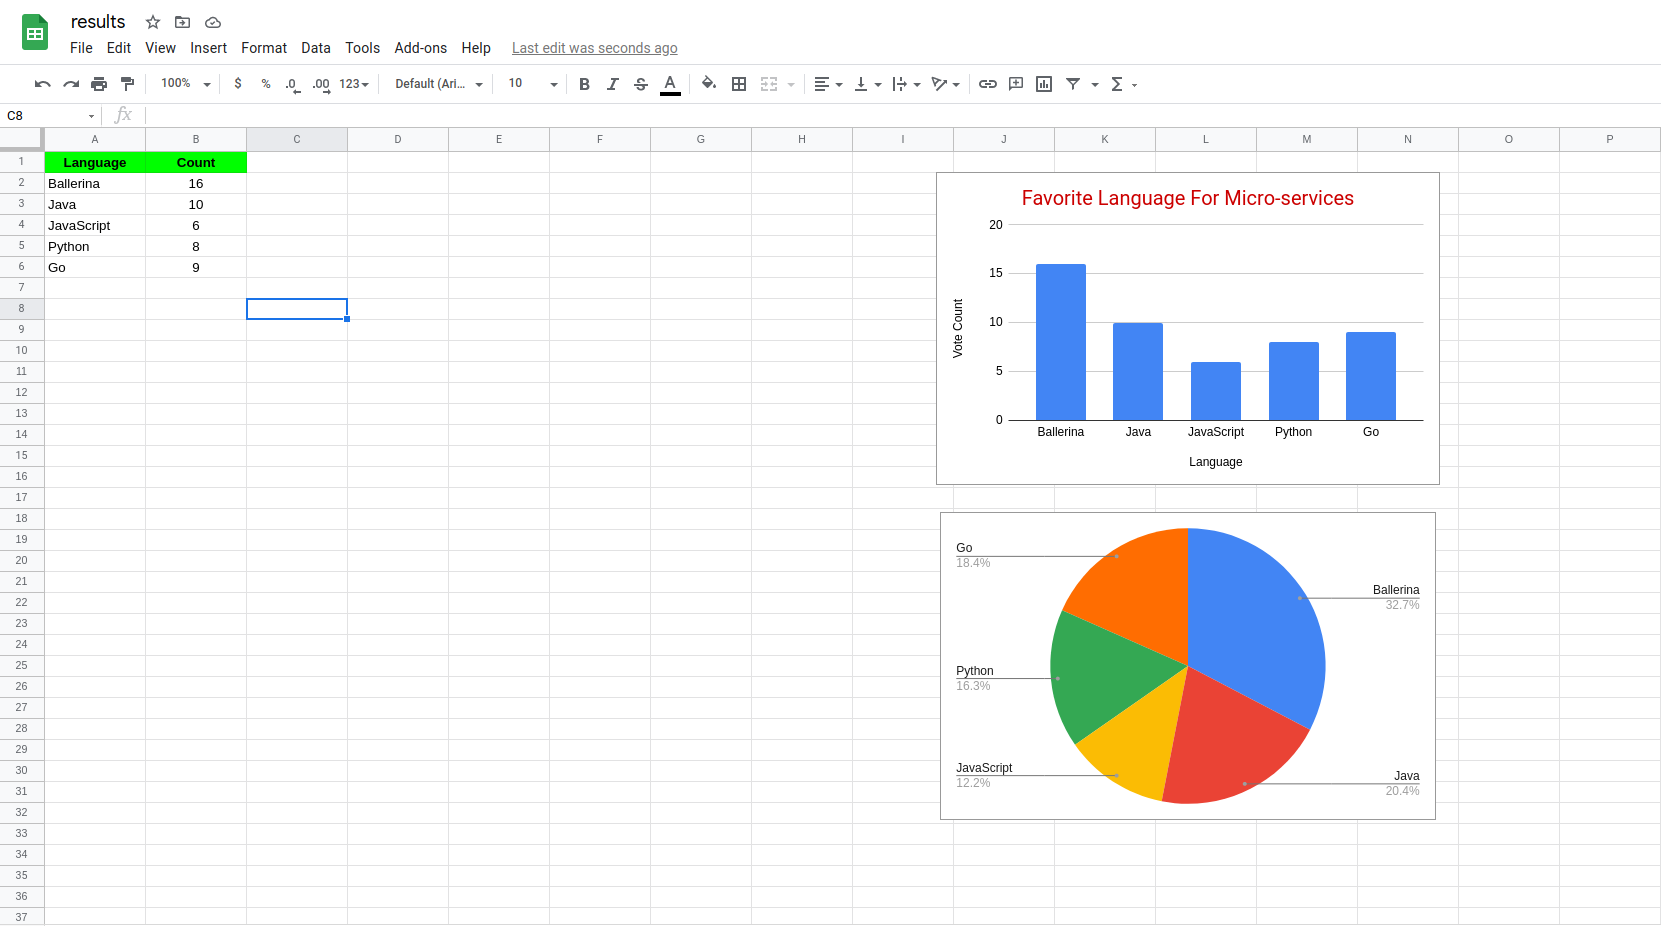 results
File Edit View Insert Format Data Tools Add-ons Help Last edit was seconds ago
100% $ % .0 .00 123 Default (Ari... 10 B I S A
C8 fx
A B C D E F G H I J K L M N O P
1 Language Count
2 Ballerina 16
3 Java 10
4 JavaScript 6
5 Python 8
6 Go 9
7
8
9
10
11
12
13
14
15
16
17
18
19
20
21
22
23
24
25
26
27
28
29
30
31
32
33
34
35
36
37
Favorite Language For Micro-services
20
15
10
5
0
Vote Count
Ballerina Java JavaScript Python Go
Language
Go
18.4%
Ballerina
32.7%
Python
16.3%
JavaScript
12.2%
Java
20.4%